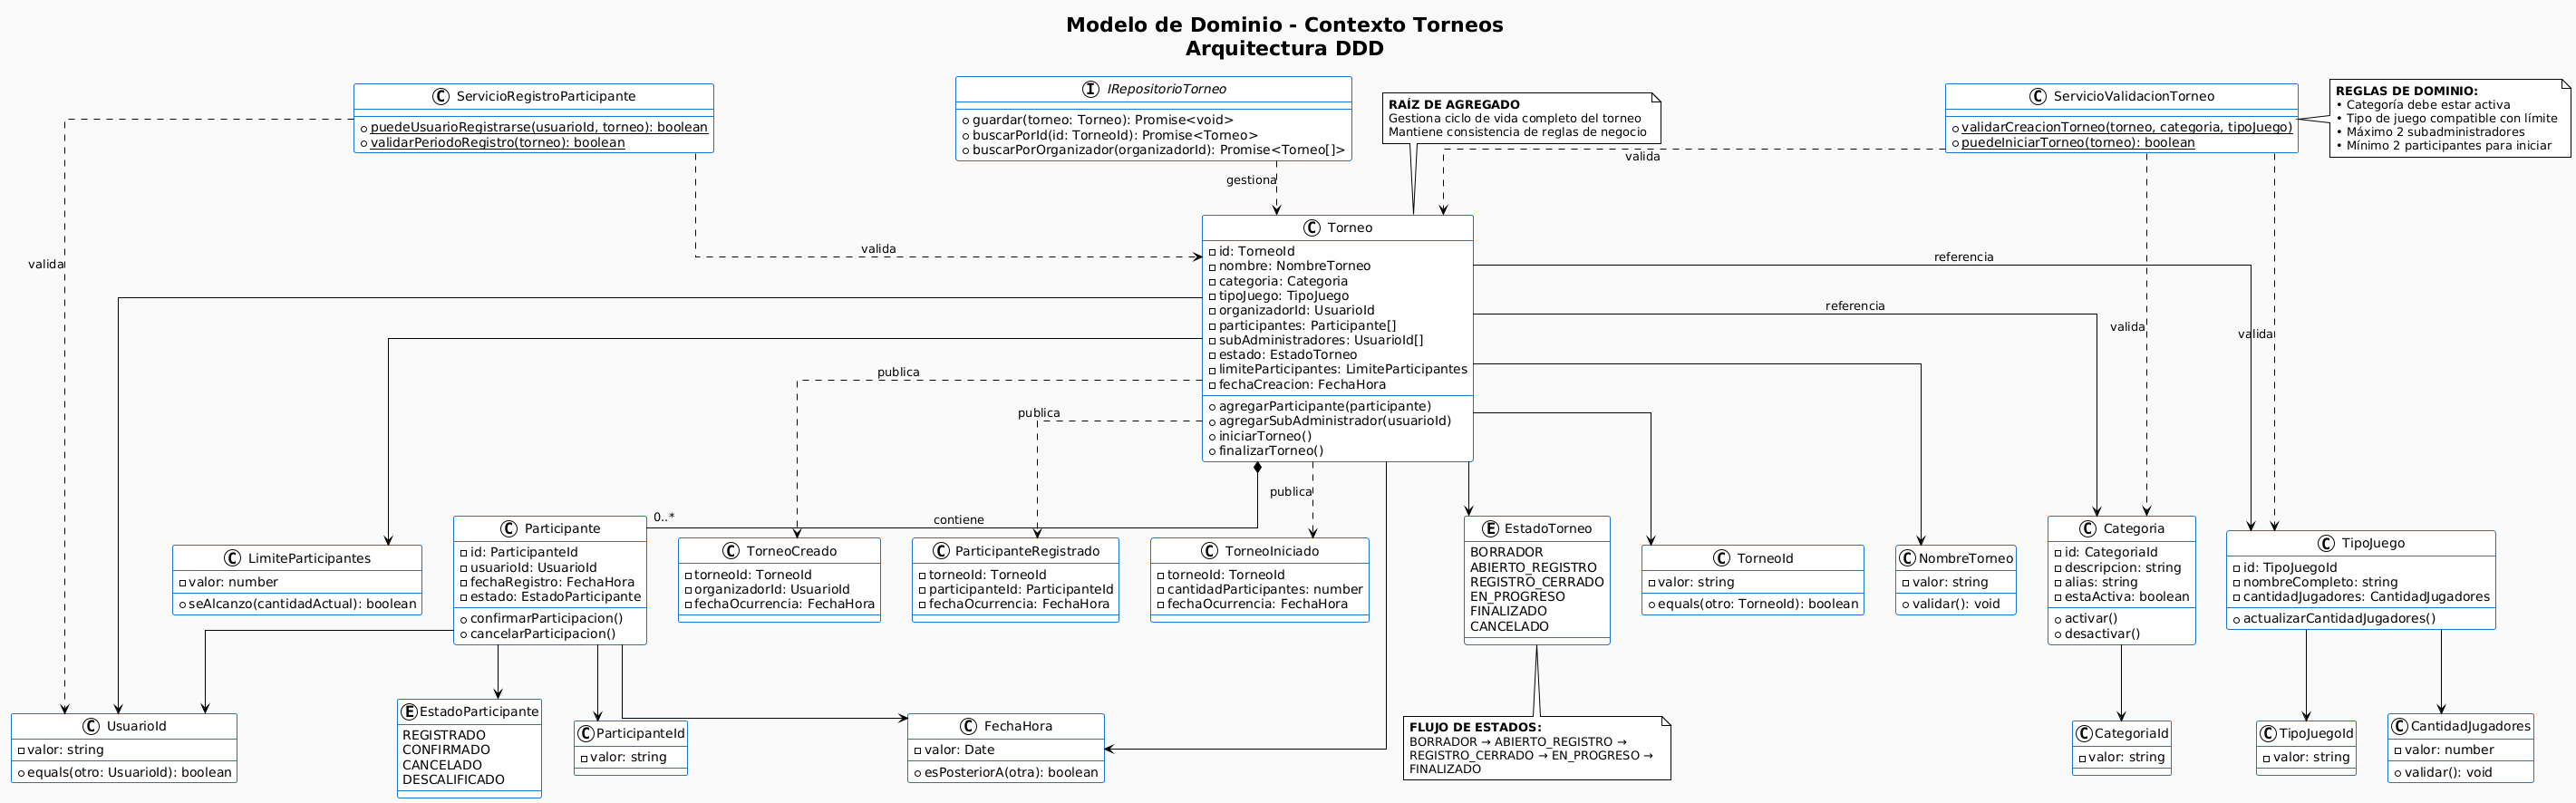 Modelo de Dominio - Contexto Torneos
Arquitectura DDD
C ServicioRegistroParticipante
puedeUsuarioRegistrarse(usuarioId, torneo): boolean
validarPeriodoRegistro(torneo): boolean
I IRepositorioTorneo
guardar(torneo: Torneo): Promise<void>
buscarPorId(id: TorneoId): Promise<Torneo>
buscarPorOrganizador(organizadorId): Promise<Torneo[]>
RAÍZ DE AGREGADO
Gestiona ciclo de vida completo del torneo
Mantiene consistencia de reglas de negocio
C ServicioValidacionTorneo
validarCreacionTorneo(torneo, categoria, tipoJuego)
puedeIniciarTorneo(torneo): boolean
REGLAS DE DOMINIO:
• Categoría debe estar activa
• Tipo de juego compatible con límite
• Máximo 2 subadministradores
• Mínimo 2 participantes para iniciar
valida
gestiona
valida
valida
referencia
referencia
valida
valida
C Torneo
id: TorneoId
nombre: NombreTorneo
categoria: Categoria
tipoJuego: TipoJuego
organizadorId: UsuarioId
participantes: Participante[]
subAdministradores: UsuarioId[]
estado: EstadoTorneo
limiteParticipantes: LimiteParticipantes
fechaCreacion: FechaHora
agregarParticipante(participante)
agregarSubAdministrador(usuarioId)
iniciarTorneo()
finalizarTorneo()
publica
publica
publica
0..*
contiene
C LimiteParticipantes
valor: number
seAlcanzo(cantidadActual): boolean
C Participante
id: ParticipanteId
usuarioId: UsuarioId
fechaRegistro: FechaHora
estado: EstadoParticipante
confirmarParticipacion()
cancelarParticipacion()
C TorneoCreado
torneoId: TorneoId
organizadorId: UsuarioId
fechaOcurrencia: FechaHora
C ParticipanteRegistrado
torneoId: TorneoId
participanteId: ParticipanteId
fechaOcurrencia: FechaHora
C TorneoIniciado
torneoId: TorneoId
cantidadParticipantes: number
fechaOcurrencia: FechaHora
E EstadoTorneo
BORRADOR
ABIERTO_REGISTRO
REGISTRO_CERRADO
EN_PROGRESO
FINALIZADO
CANCELADO
C TorneoId
valor: string
equals(otro: TorneoId): boolean
C NombreTorneo
valor: string
validar(): void
C Categoria
id: CategoriaId
descripcion: string
alias: string
estaActiva: boolean
activar()
desactivar()
C TipoJuego
id: TipoJuegoId
nombreCompleto: string
cantidadJugadores: CantidadJugadores
actualizarCantidadJugadores()
C UsuarioId
valor: string
equals(otro: UsuarioId): boolean
E EstadoParticipante
REGISTRADO
CONFIRMADO
CANCELADO
DESCALIFICADO
C ParticipanteId
valor: string
C FechaHora
valor: Date
esPosteriorA(otra): boolean
FLUJO DE ESTADOS:
BORRADOR → ABIERTO_REGISTRO →
REGISTRO_CERRADO → EN_PROGRESO →
FINALIZADO
C CategoriaId
valor: string
C TipoJuegoId
valor: string
C CantidadJugadores
valor: number
validar(): void